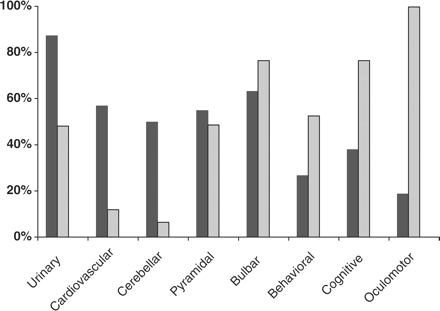 100%
80%
60%
40%
20%
0%
Urinary
Cardiovascular
Cerebellar
Pyramidal
Bulbar
Behavioral
Cognitive
Oculomotor